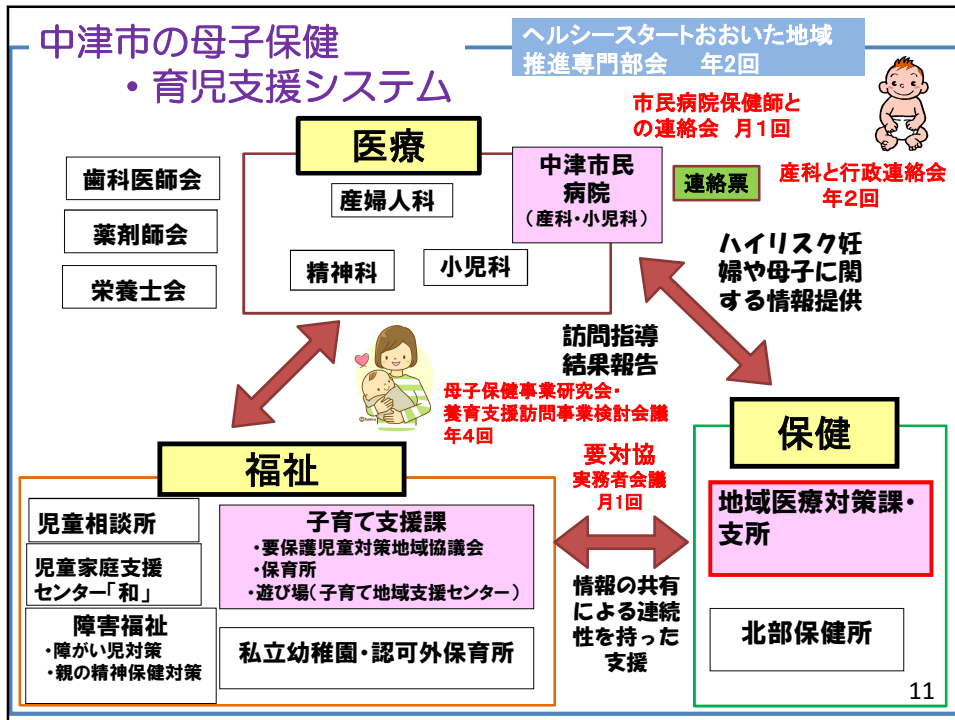 中津市の母子保健
・育児支援システム
ヘルシースタートおおいた地域
推進専門部会　年2回
市民病院保健師と
の連絡会 月1回
医療
中津市民
病院
（産科・小児科）
連絡票
産科と行政連絡会
年2回
歯科医師会
薬剤師会
栄養士会
産婦人科
精神科
小児科
ハイリスク妊
婦や母子に関
する情報提供
訪問指導
結果報告
母子保健事業研究会・
養育支援訪問事業検討会議
年4回
福祉
要対協
実務者会議
月1回
保健
児童相談所
児童家庭支援
センター「和」
障害福祉
・障がい児対策
・親の精神保健対策
子育て支援課
・要保護児童対策地域協議会
・保育所
・遊び場（子育て地域支援センター）
私立幼稚園・認可外保育所
情報の共有
による連続
性を持った
支援
地域医療対策課・
支所
北部保健所
11